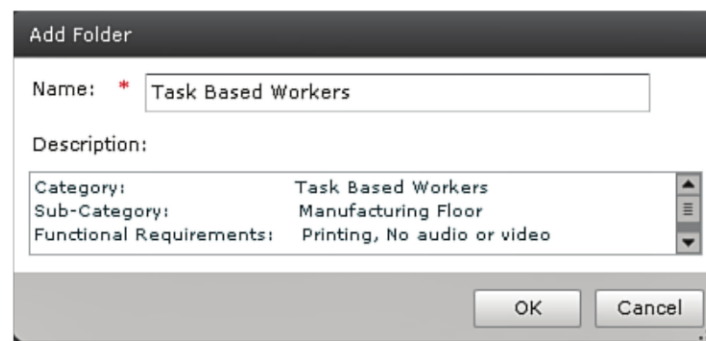 Add Folder
Name: * Task Based Workers
Description:
Category: Task Based Workers
Sub-Category: Manufacturing Floor
Functional Requirements: Printing, No audio or video
OK Cancel